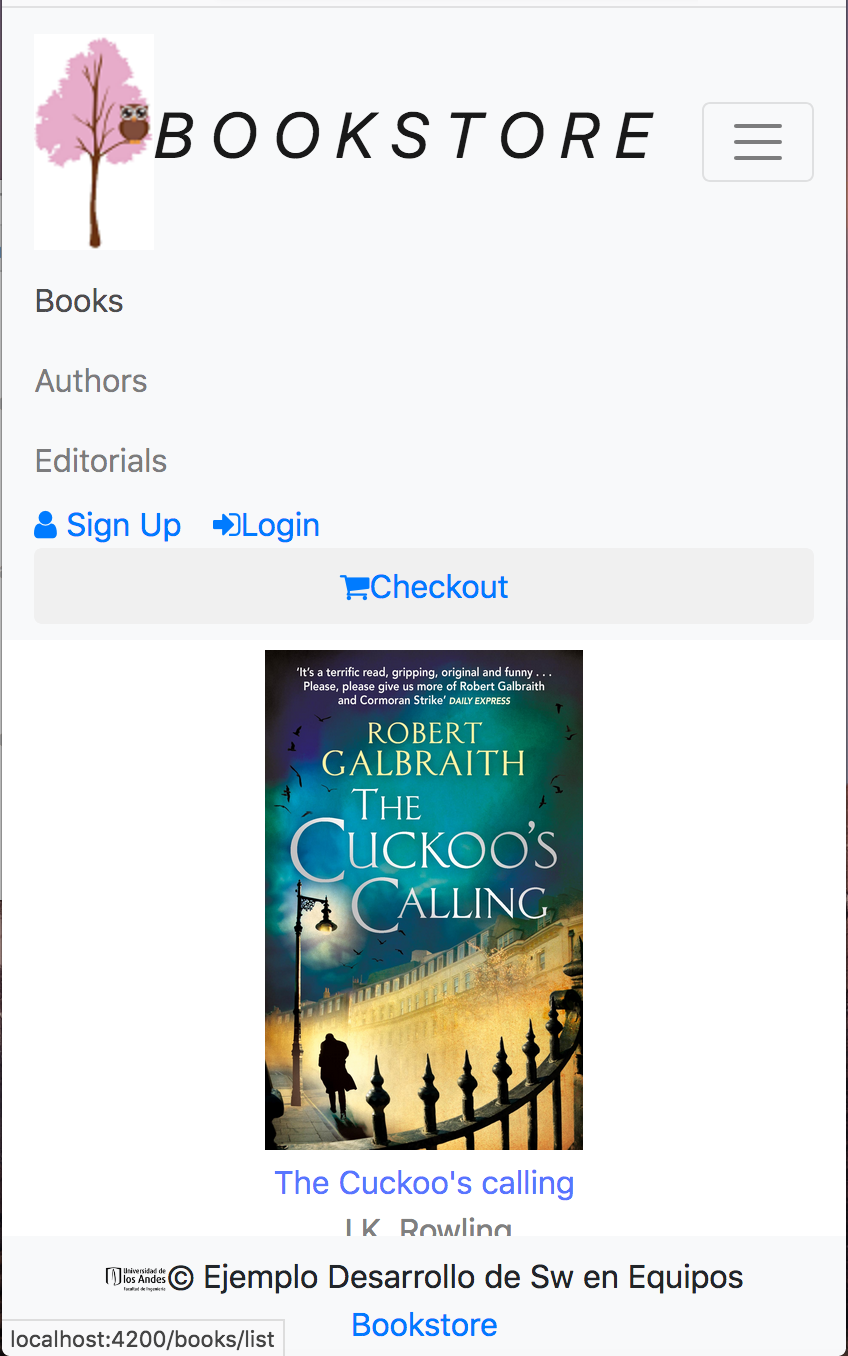 BOOKSTORE
Books
Authors
Editorials
Sign Up Login
Checkout
‘It’s a terrific read, gripping, original and funny . . .
Please, please give us more of Robert Galbraith
and Cormoran Strike’ DAILY EXPRESS
ROBERT
GALBRAITH
THE
CUCKOO’S
CALLING
The Cuckoo's calling
J.K. Rowling
Universidad de
los Andes
Facultad de Ingeniería
© Ejemplo Desarrollo de Sw en Equipos
Bookstore
localhost:4200/books/list